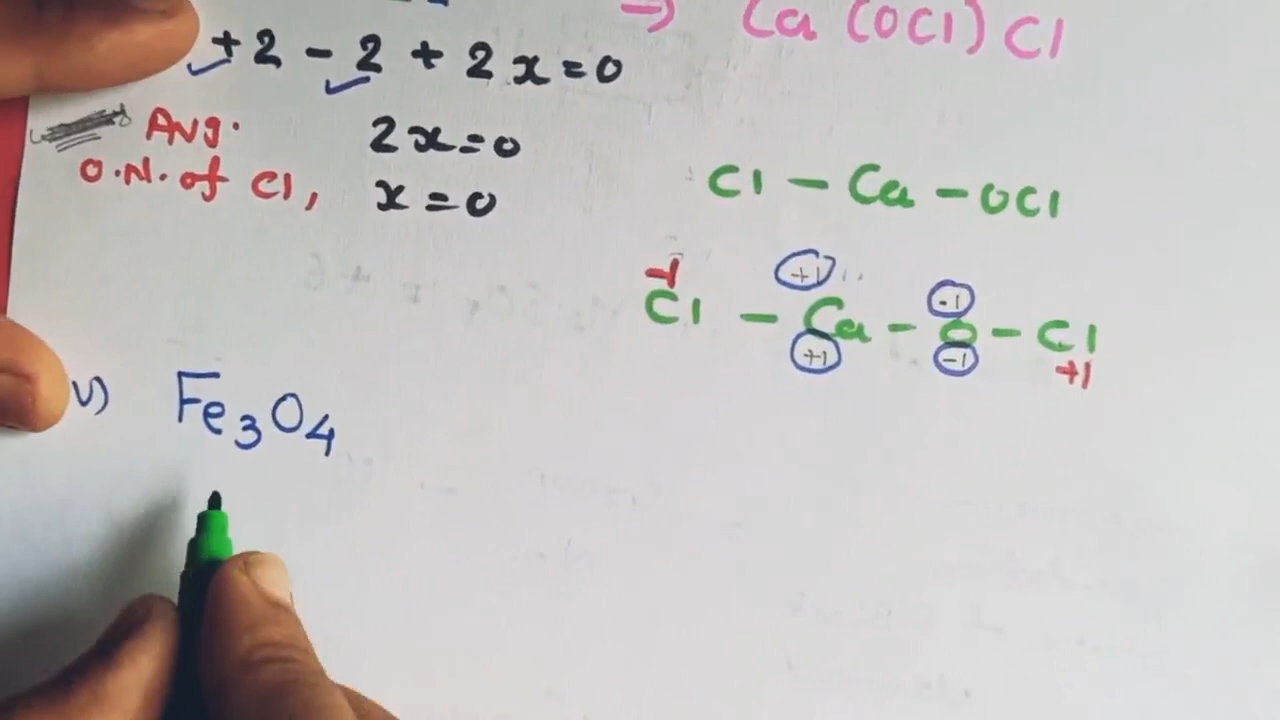 → Ca (OCl) Cl
+2 - 2 + 2x = 0
Avg. 2x = 0
O.N. of Cl, x = 0
Cl - Ca - OCl
-1 +1 -1
Cl - Ca - O - Cl
+1 -1 +1
v) Fe₃O₄